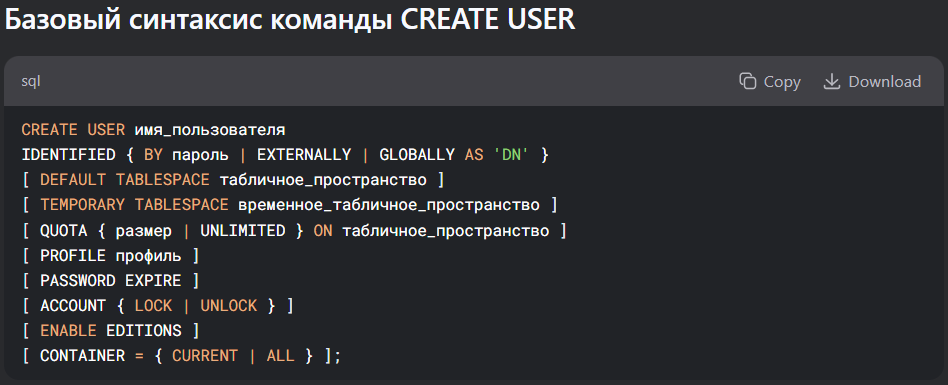 Базовый синтаксис команды CREATE USER
sql
Copy
Download
CREATE USER имя_пользователя
IDENTIFIED { BY пароль | EXTERNALLY | GLOBALLY AS 'DN' }
[ DEFAULT TABLESPACE табличное_пространство ]
[ TEMPORARY TABLESPACE временное_табличное_пространство ]
[ QUOTA { размер | UNLIMITED } ON табличное_пространство ]
[ PROFILE профиль ]
[ PASSWORD EXPIRE ]
[ ACCOUNT { LOCK | UNLOCK } ]
[ ENABLE EDITIONS ]
[ CONTAINER = { CURRENT | ALL } ];